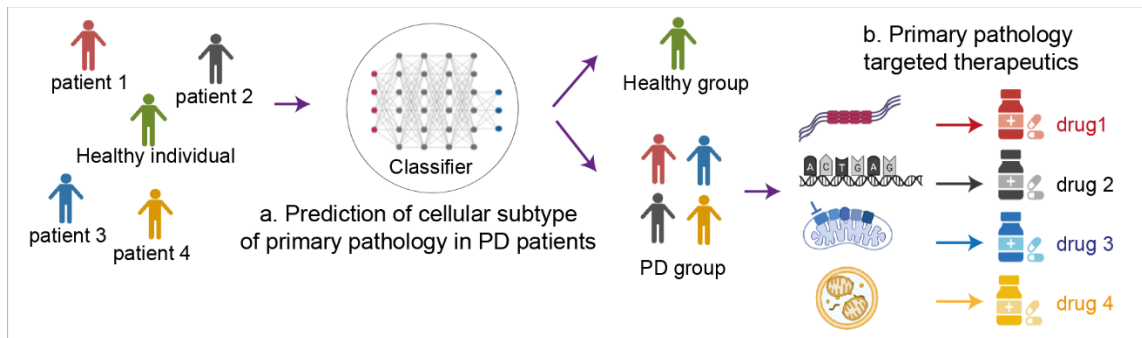 patient 1
patient 2
Healthy individual
patient 3
patient 4
Classifier
a. Prediction of cellular subtype
of primary pathology in PD patients
Healthy group
PD group
b. Primary pathology
targeted therapeutics
drug1
A C T G A G
drug 2
drug 3
drug 4